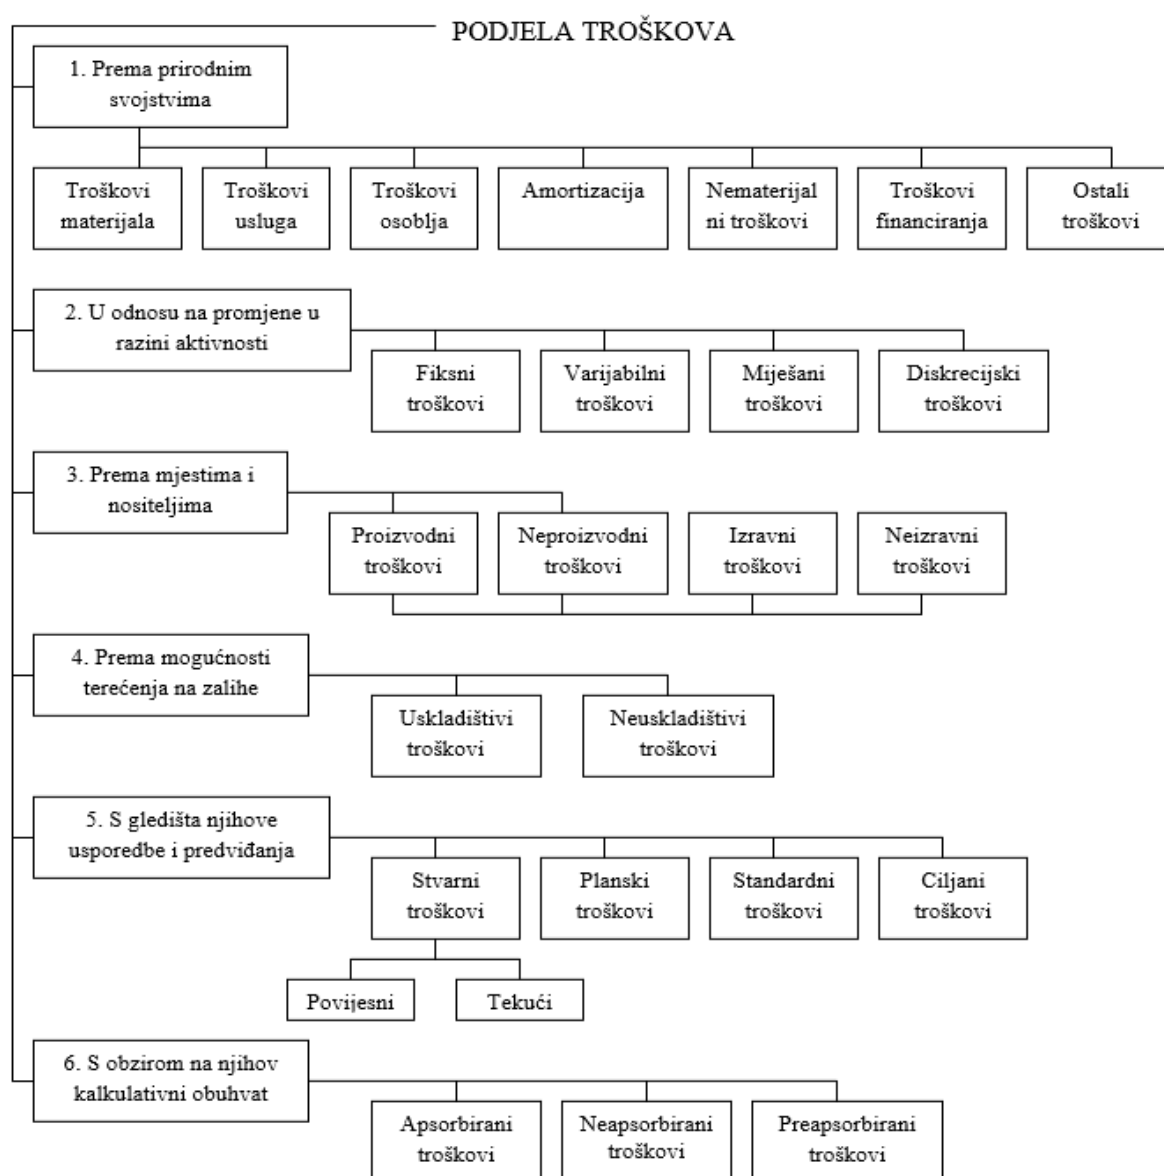 PODJELA TROŠKOVA
1. Prema prirodnim
svojstvima
Troškovi
materijala
Troškovi
usluga
Troškovi
osoblja
Amortizacija
Nematerijal
ni troškovi
Troškovi
financiranja
Ostali
troškovi
2. U odnosu na promjene u
razini aktivnosti
Fiksni
troškovi
Varijabilni
troškovi
Miješani
troškovi
Diskrecijski
troškovi
3. Prema mjestima i
nositeljima
Proizvodni
troškovi
Neproizvodni
troškovi
Izravni
troškovi
Neizravni
troškovi
4. Prema mogućnosti
terećenja na zalihe
Uskladištivi
troškovi
Neuskladištivi
troškovi
5. S gledišta njihove
usporedbe i predviđanja
Stvarni
troškovi
Planski
troškovi
Standardni
troškovi
Ciljani
troškovi
Povijesni
Tekući
6. S obzirom na njihov
kalkulativni obuhvat
Apsorbirani
troškovi
Neapsorbirani
troškovi
Preapsorbirani
troškovi